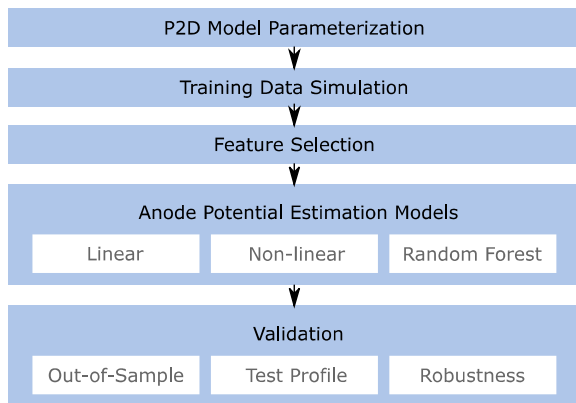 P2D Model Parameterization
Training Data Simulation
Feature Selection
Anode Potential Estimation Models
Linear Non-linear Random Forest
Validation
Out-of-Sample Test Profile Robustness